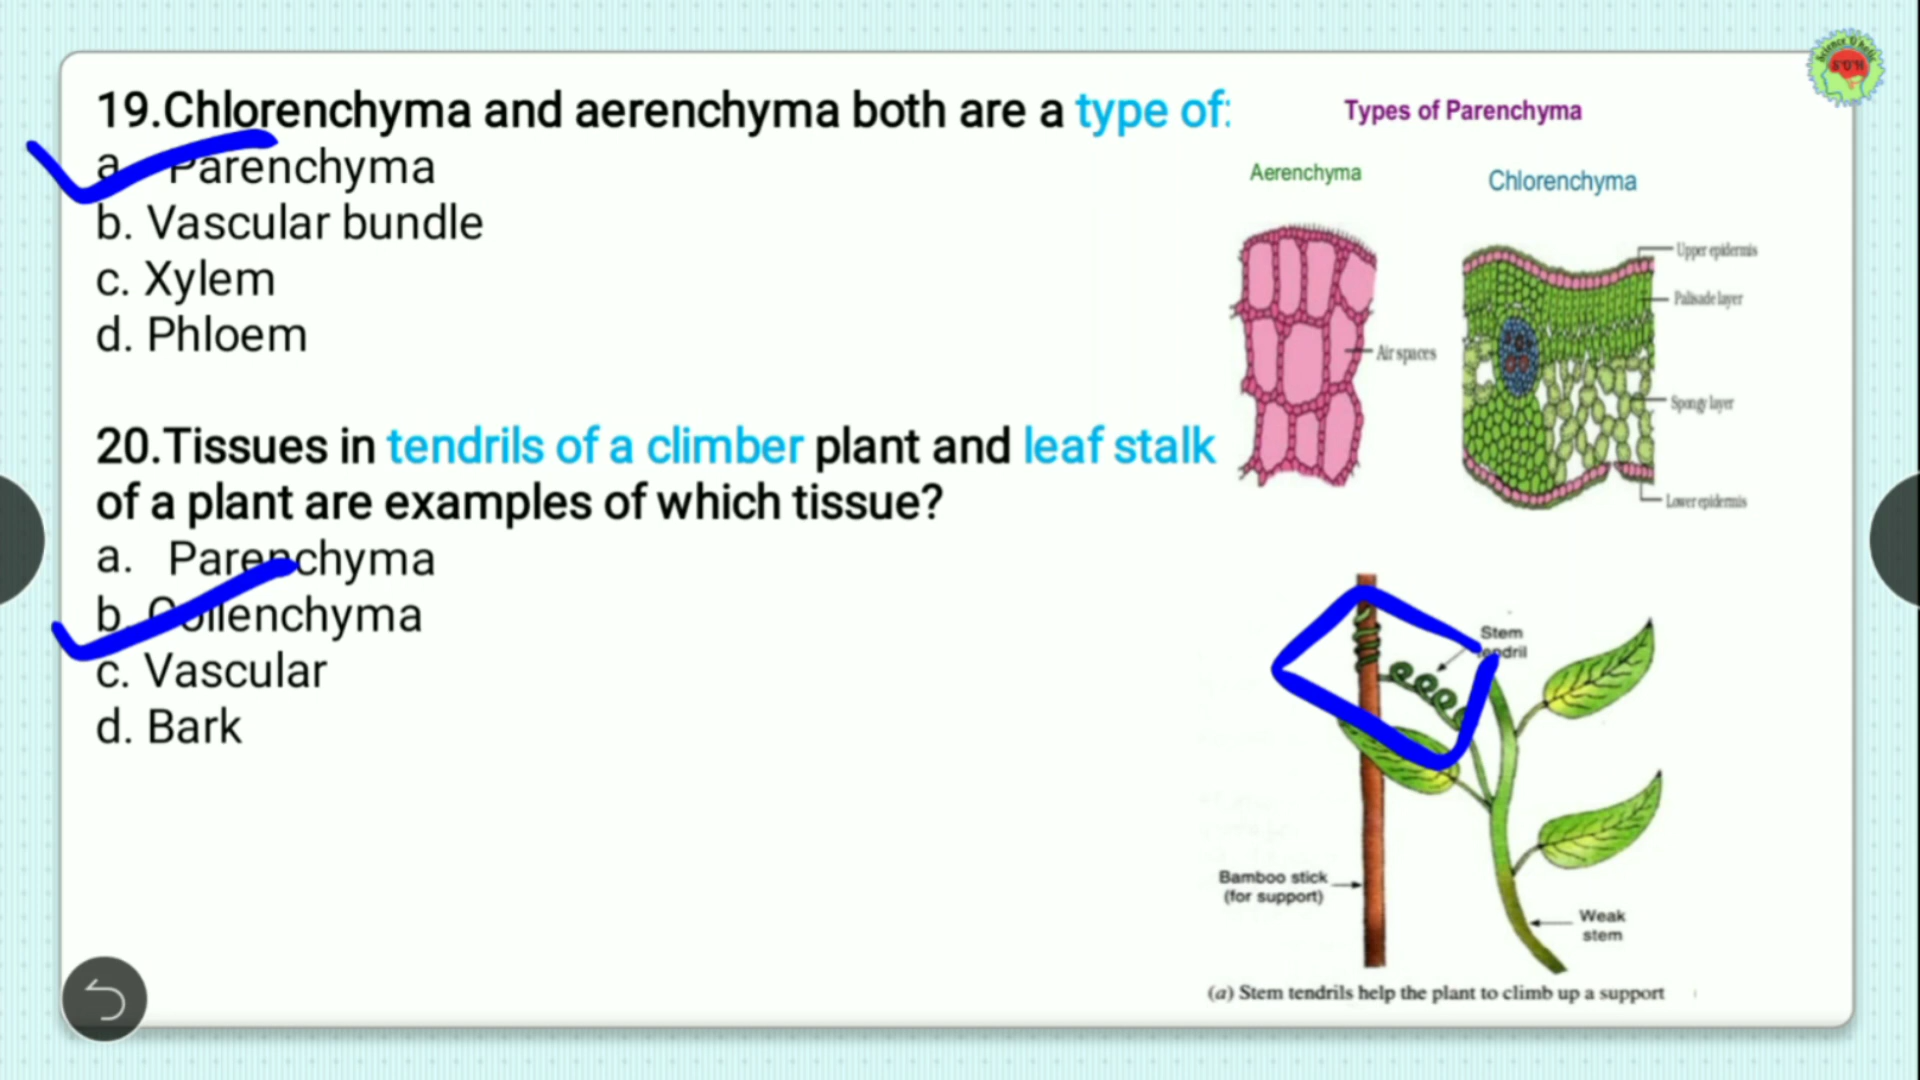 19.Chlorenchyma and aerenchyma both are a type of:
a. Parenchyma
b. Vascular bundle
c. Xylem
d. Phloem
20.Tissues in tendrils of a climber plant and leaf stalk
of a plant are examples of which tissue?
a. Parenchyma
b. Collenchyma
c. Vascular
d. Bark
Types of Parenchyma
Aerenchyma
Chlorenchyma
Upper epidermis
Palisade layer
Air spaces
Spongy layer
Lower epidermis
Stem
tendril
Bamboo stick
(for support)
Weak
stem
(a) Stem tendrils help the plant to climb up a support
S'O'H